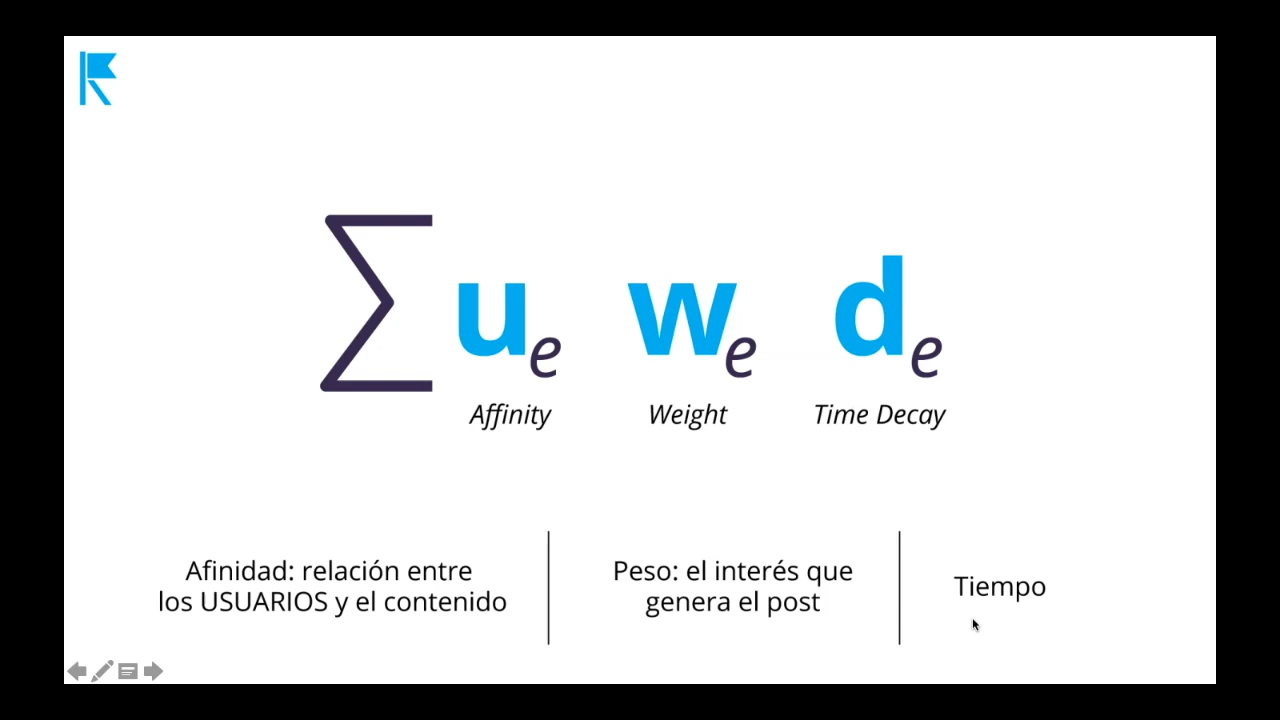 ∑ uₑ wₑ dₑ
Affinity Weight Time Decay
Afinidad: relación entre
los USUARIOS y el contenido
Peso: el interés que
genera el post
Tiempo